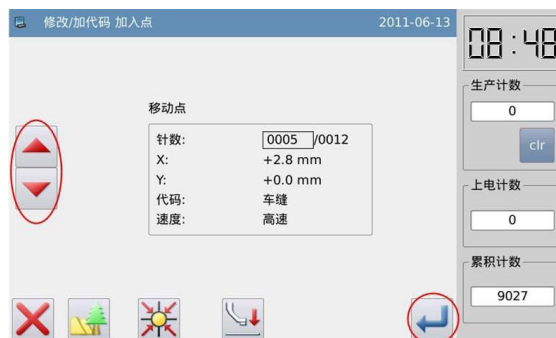 修改/加代码 加入点 2011-06-13
08:48
生产计数
0
clr
移动点
针数: 0005 /0012
X: +2.8 mm
Y: +0.0 mm
代码: 车缝
速度: 高速
上电计数
0
累积计数
9027